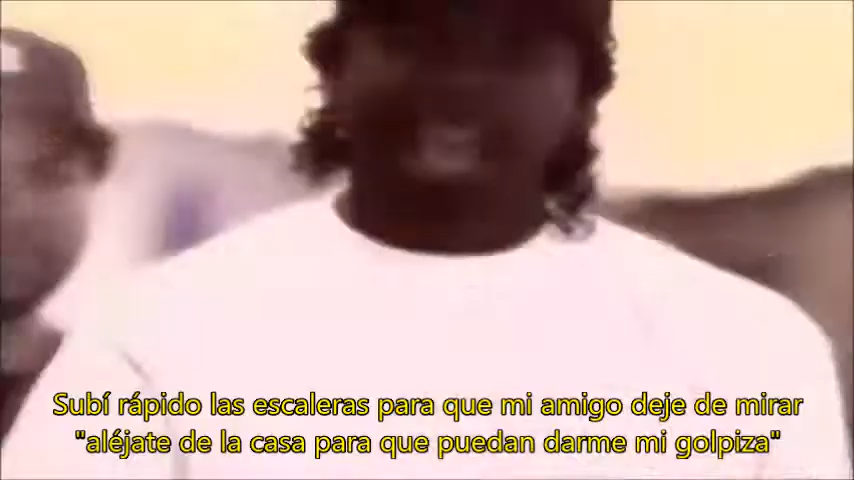 Subí rápido las escaleras para que mi amigo deje de mirar
"aléjate de la casa para que puedan darme mi golpiza"